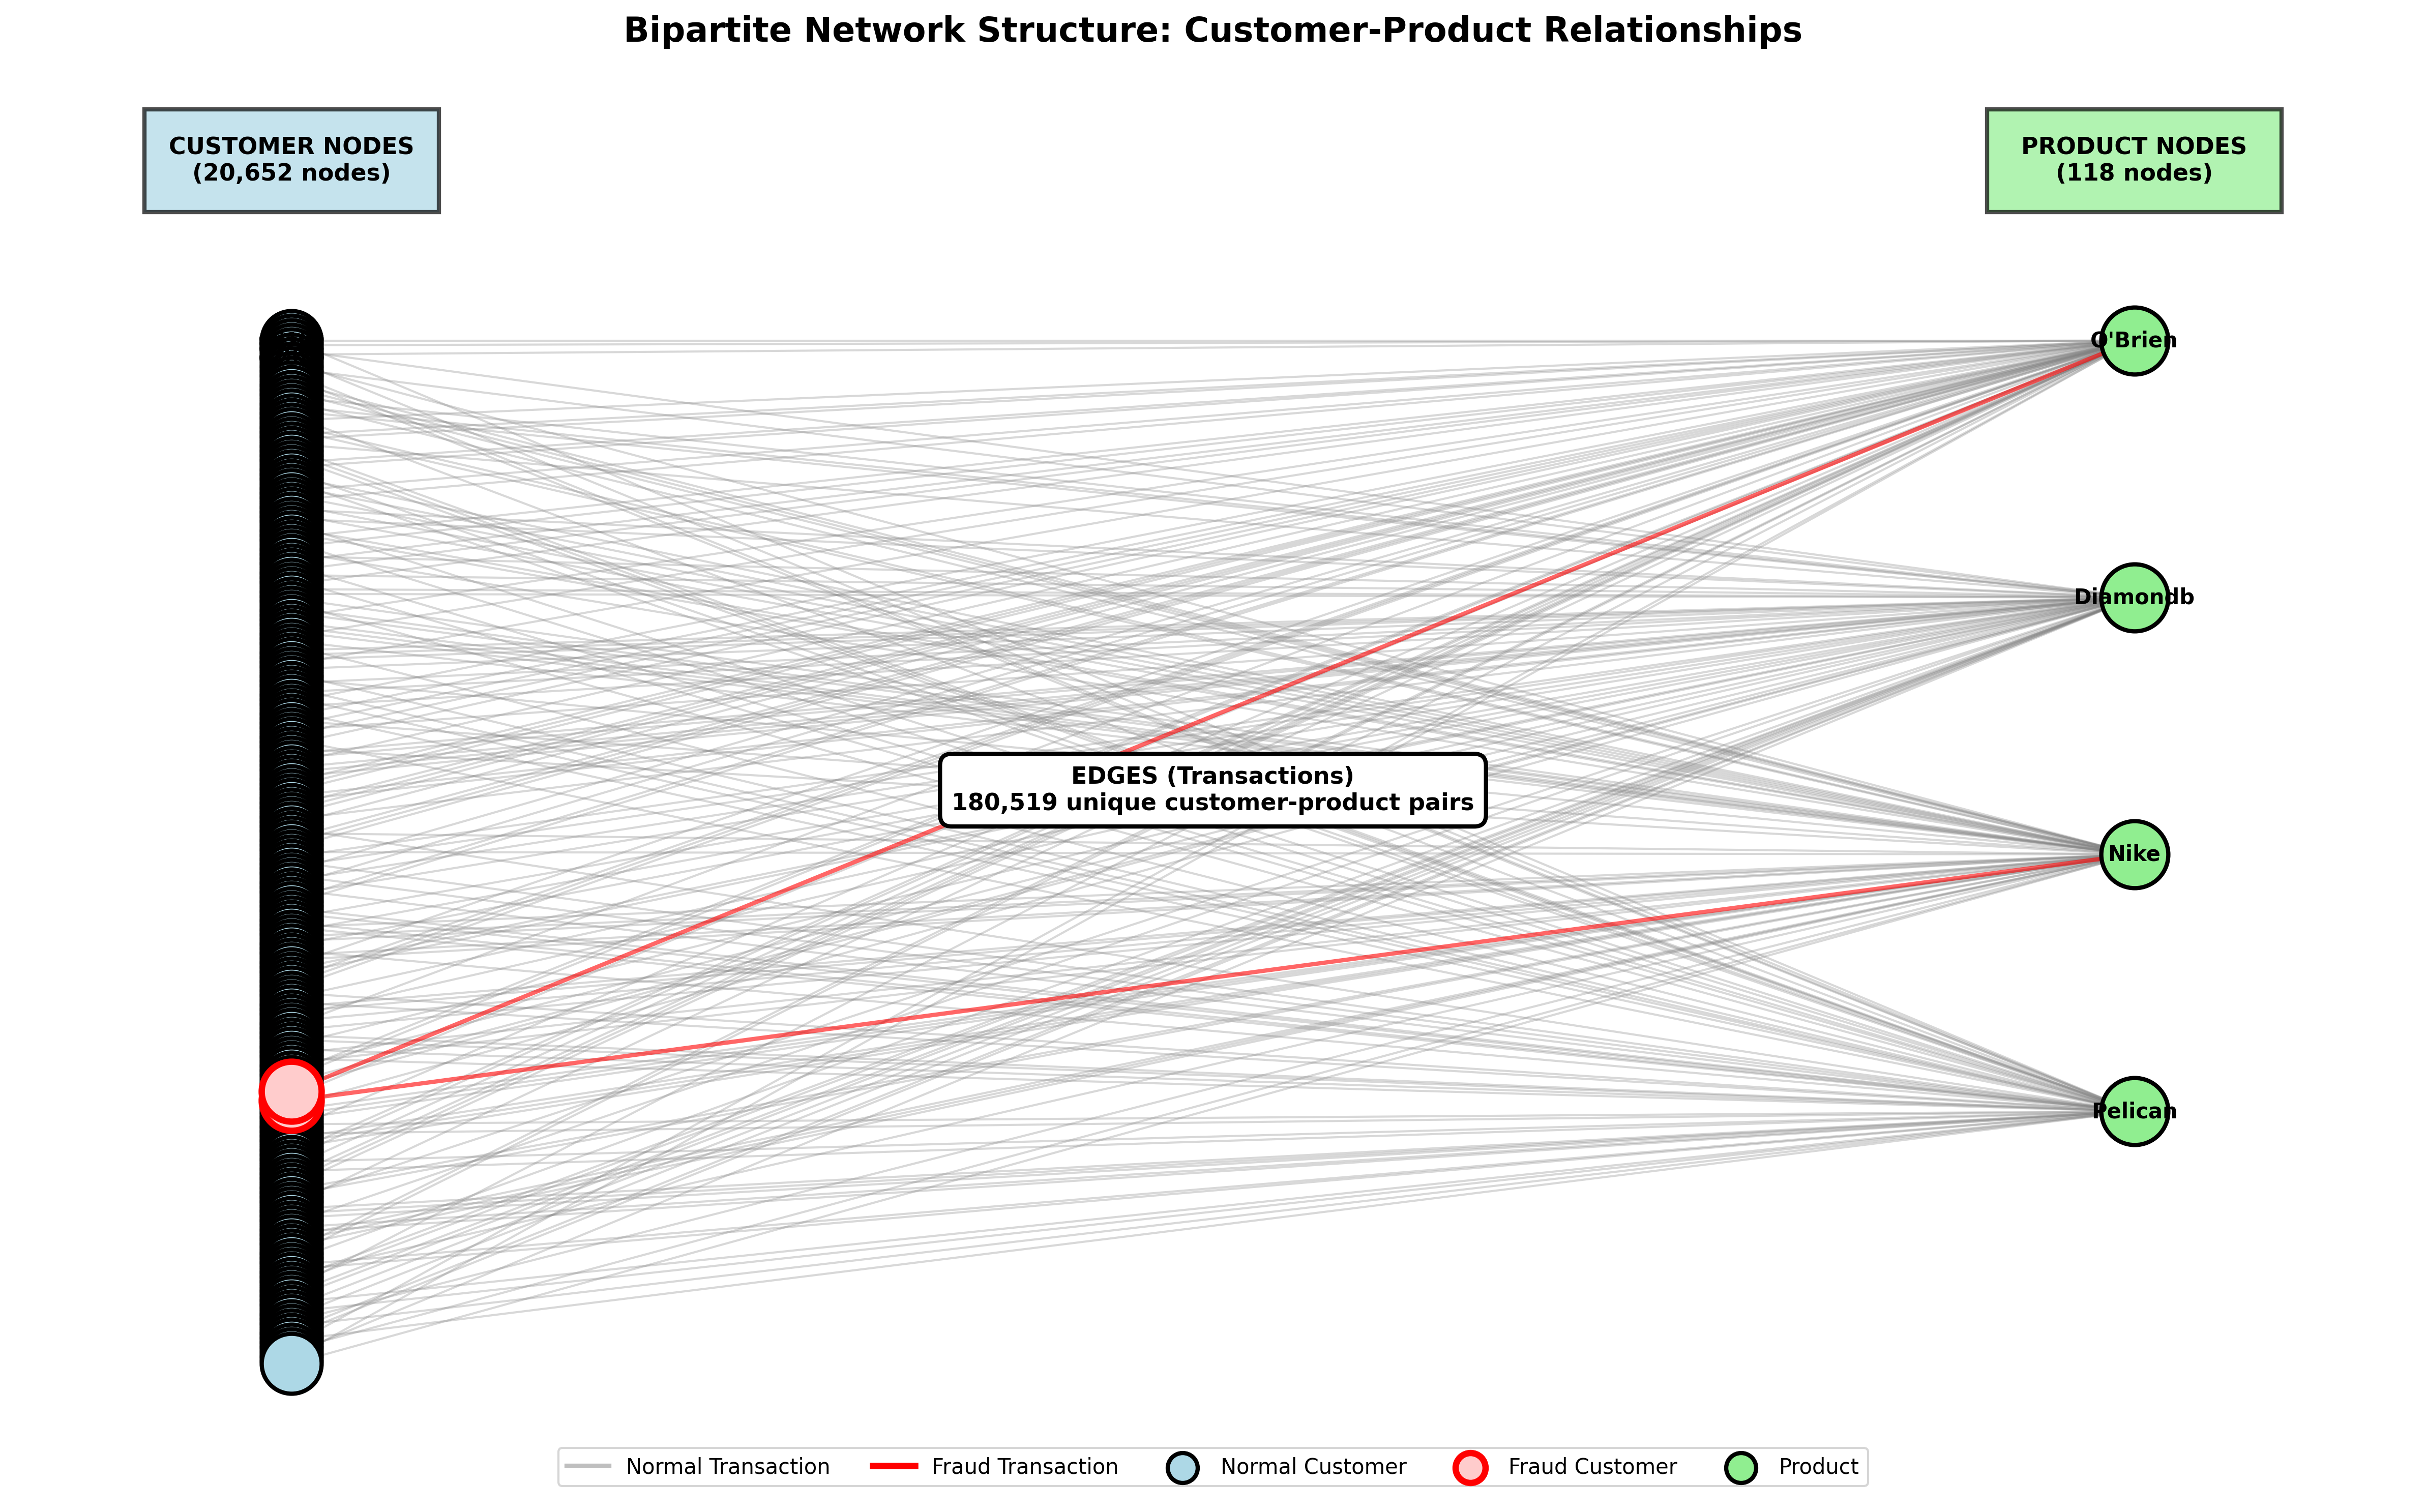 Bipartite Network Structure: Customer-Product Relationships
CUSTOMER NODES
(20,652 nodes)
PRODUCT NODES
(118 nodes)
O'Brien
Diamondb
EDGES (Transactions)
180,519 unique customer-product pairs
Nike
Pelican
Normal Transaction
Fraud Transaction
Normal Customer
Fraud Customer
Product